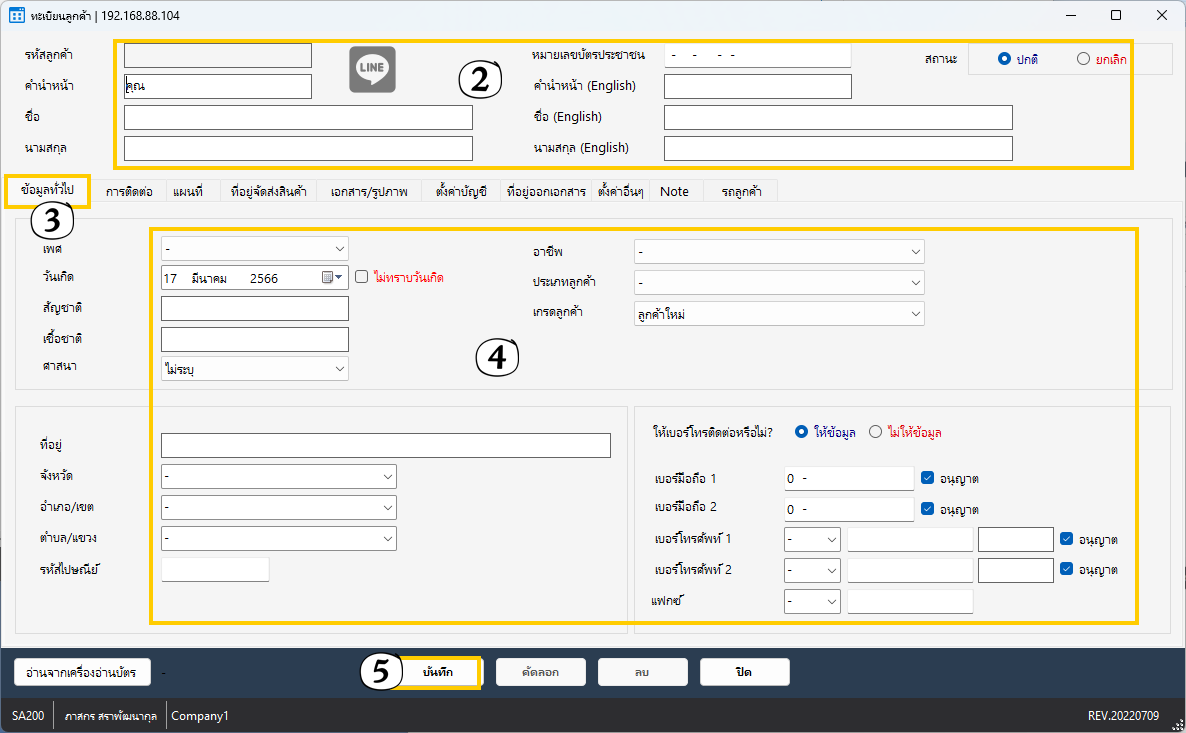 ทะเบียนลูกค้า | 192.168.88.104
รหัสลูกค้า
LINE
2
หมายเลขบัตรประชาชน - - - -
สถานะ ปกติ ยกเลิก
คำนำหน้า คุณ
คำนำหน้า (English)
ชื่อ
ชื่อ (English)
นามสกุล
นามสกุล (English)
ข้อมูลทั่วไป การติดต่อ แผนที่ ที่อยู่จัดส่งสินค้า เอกสาร/รูปภาพ ตั้งค่าบัญชี ที่อยู่ออกเอกสาร ตั้งค่าอื่นๆ Note รถลูกค้า
3
เพศ -
อาชีพ -
วันเกิด 17 มีนาคม 2566 ไม่ทราบวันเกิด
ประเภทลูกค้า -
สัญชาติ
เกรดลูกค้า ลูกค้าใหม่
เชื้อชาติ
4
ศาสนา ไม่ระบุ
ที่อยู่
จังหวัด -
อำเภอ/เขต -
ตำบล/แขวง -
รหัสไปษณีย์
ให้เบอร์โทรติดต่อหรือไม่? ให้ข้อมูล ไม่ให้ข้อมูล
เบอร์มือถือ 1 0 - อนุญาต
เบอร์มือถือ 2 0 - อนุญาต
เบอร์โทรศัพท์ 1 - อนุญาต
เบอร์โทรศัพท์ 2 - อนุญาต
แฟกซ์ -
อ่านจากเครื่องอ่านบัตร - 5 บันทึก คัดลอก ลบ ปิด
SA200 ภาสกร สราพัฒนากุล Company1 REV.20220709